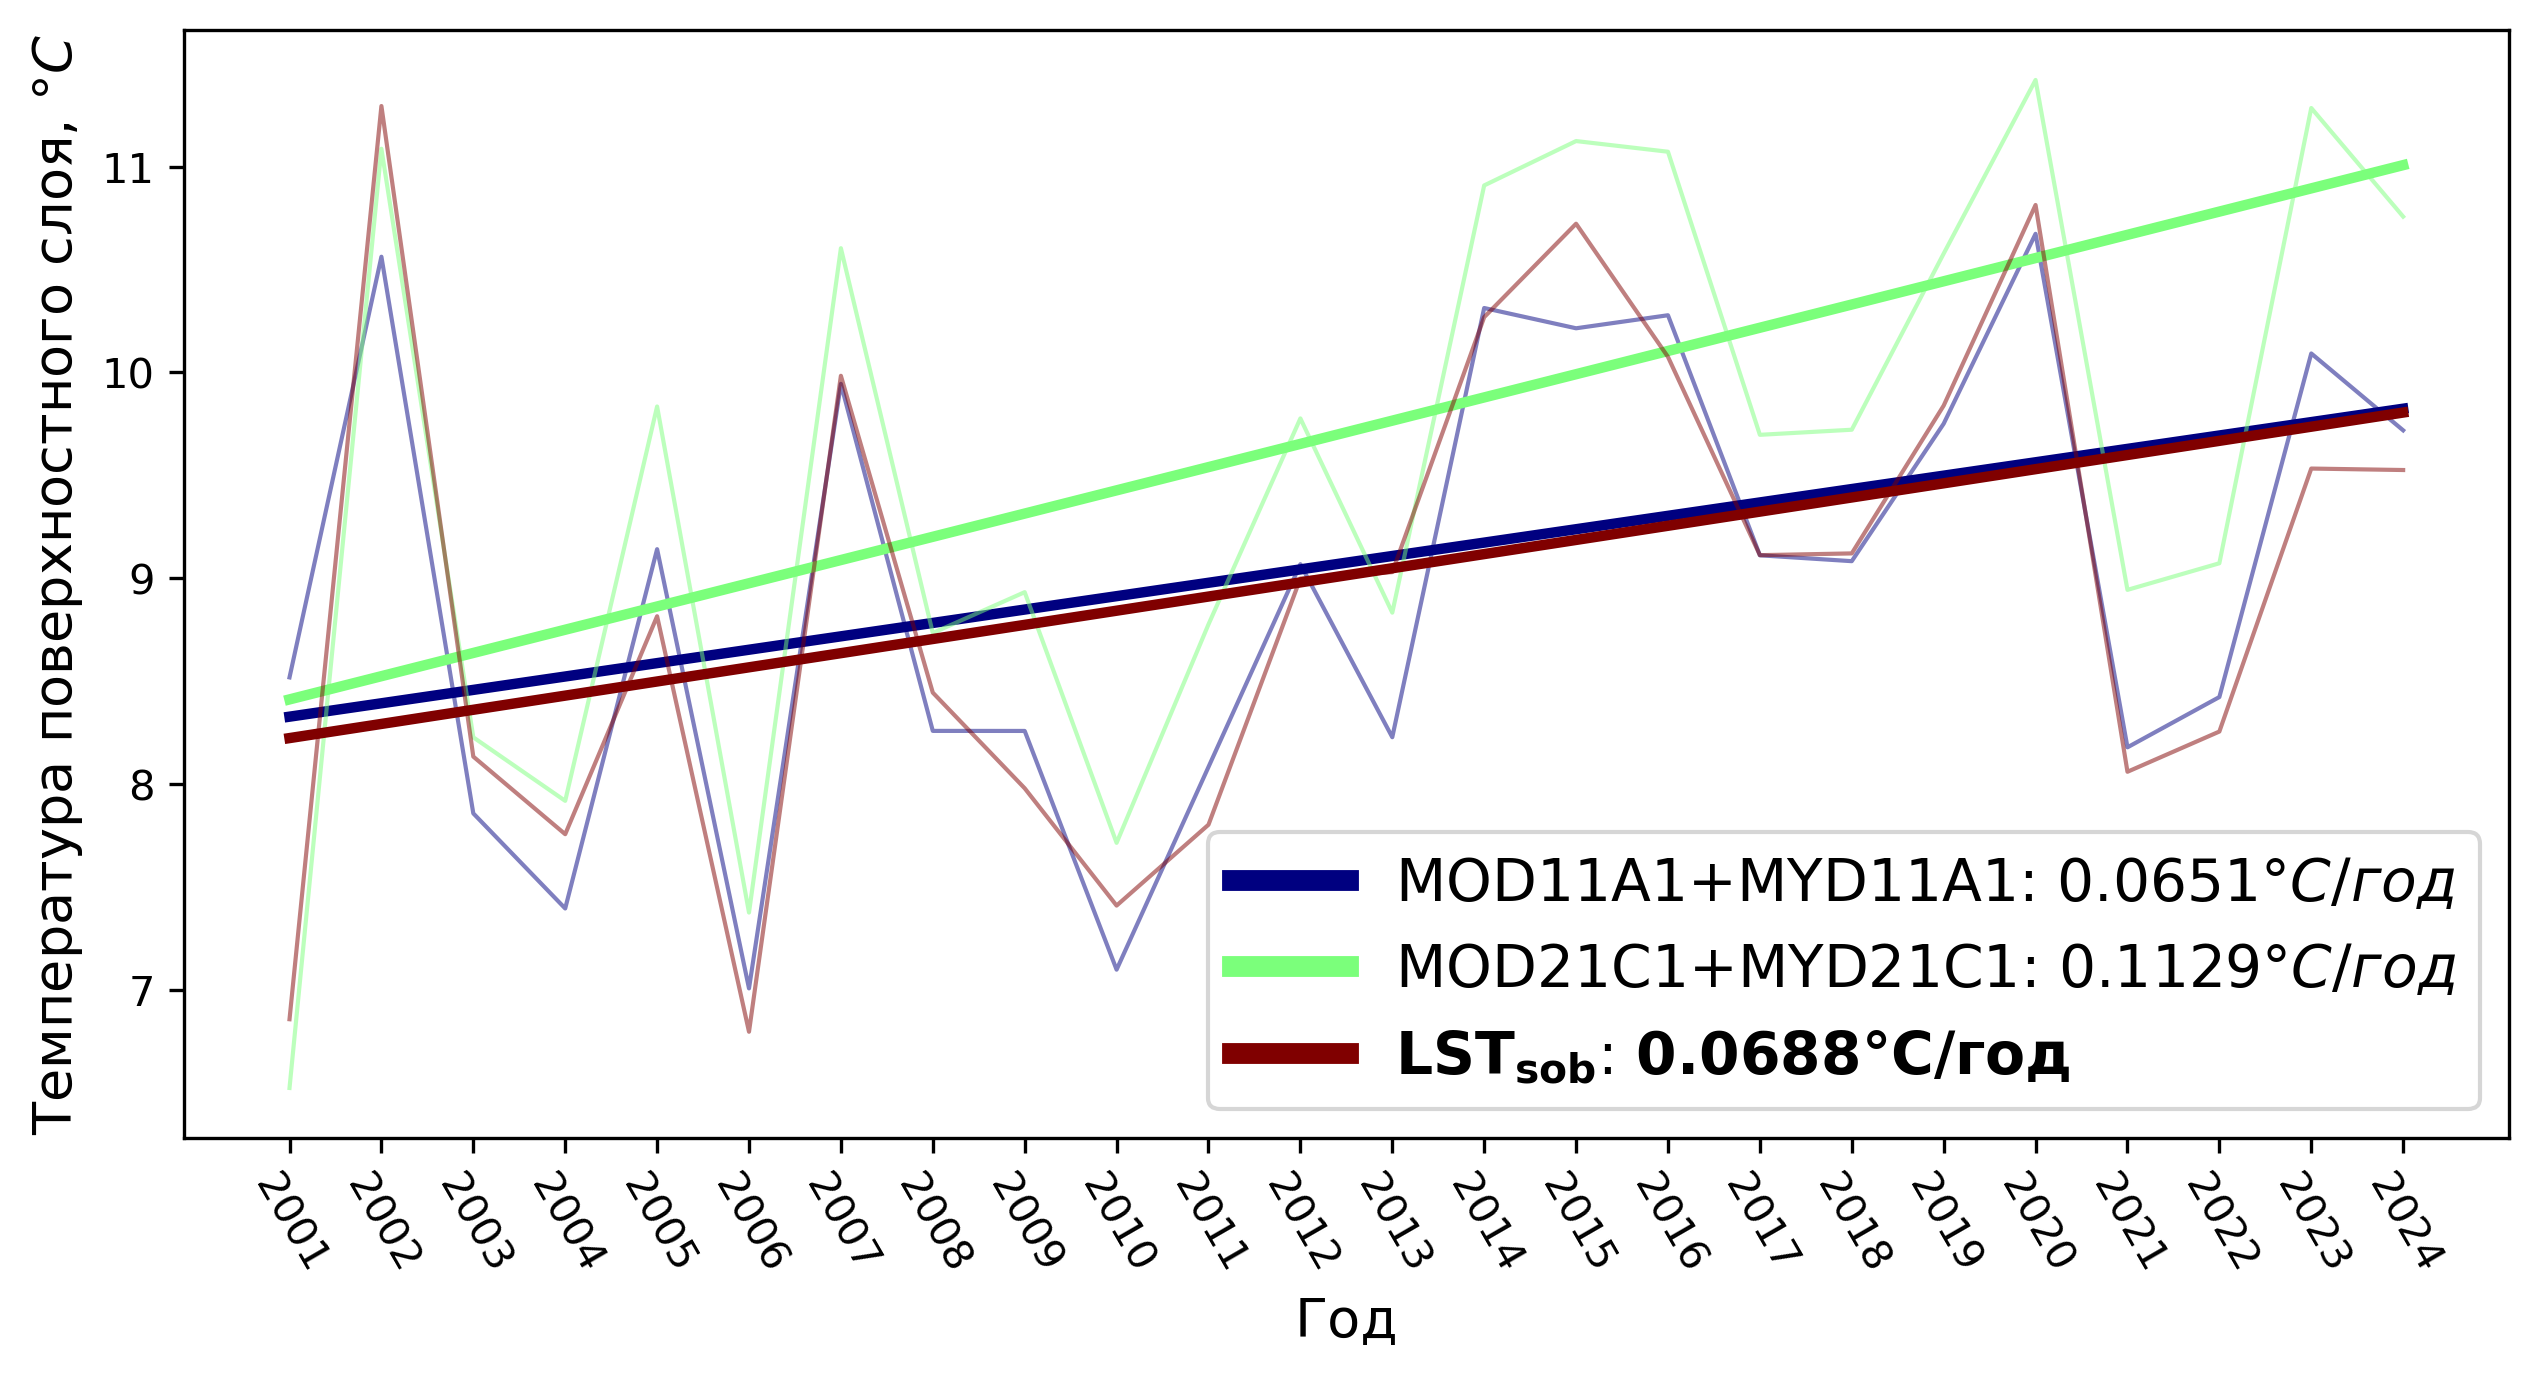 Температура поверхностного слоя, °C
11
10
9
8
7
MOD11A1+MYD11A1: 0.0651°C/год
MOD21C1+MYD21C1: 0.1129°C/год
LSTsob: 0.0688°C/год
2001 2002 2003 2004 2005 2006 2007 2008 2009 2010 2011 2012 2013 2014 2015 2016 2017 2018 2019 2020 2021 2022 2023 2024
Год